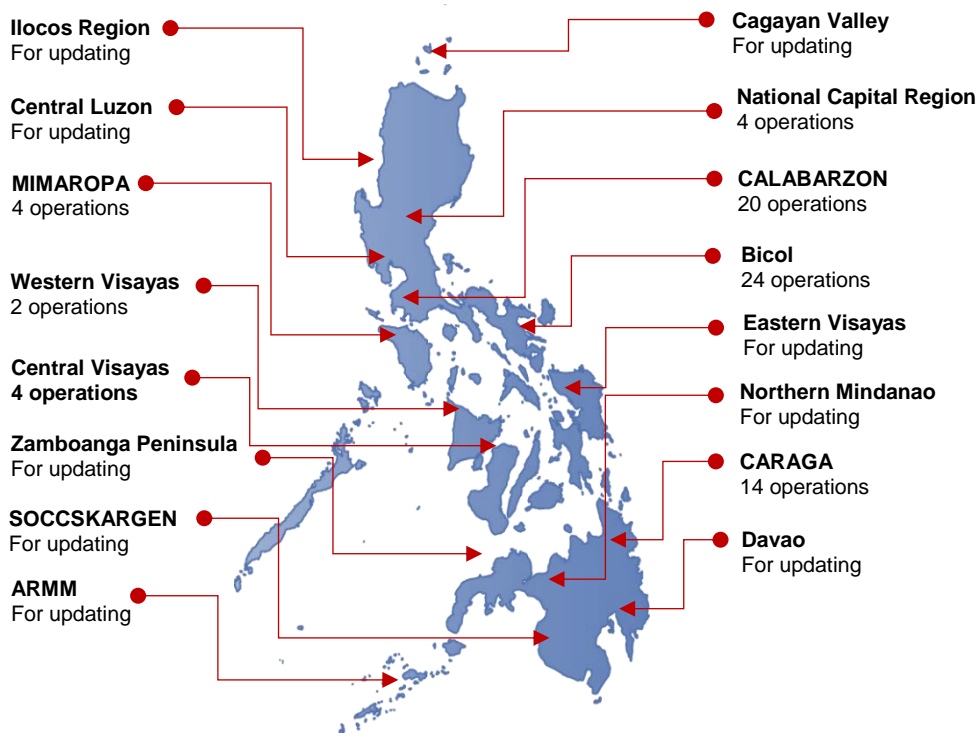 Ilocos Region
For updating
Central Luzon
For updating
MIMAROPA
4 operations
Western Visayas
2 operations
Central Visayas
4 operations
Zamboanga Peninsula
For updating
SOCCSKARGEN
For updating
ARMM
For updating
Cagayan Valley
For updating
National Capital Region
4 operations
CALABARZON
20 operations
Bicol
24 operations
Eastern Visayas
For updating
Northern Mindanao
For updating
CARAGA
14 operations
Davao
For updating